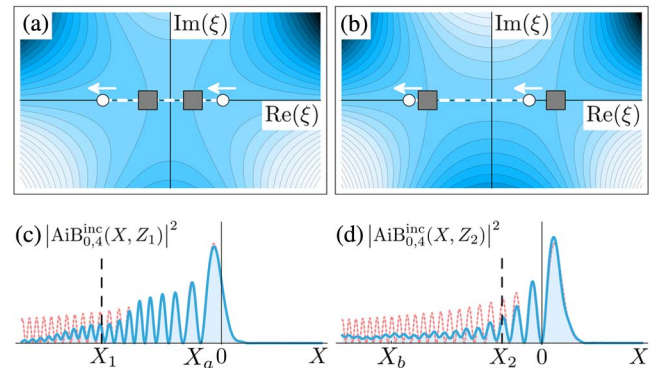 (a) Im(ξ) (b) Im(ξ)
Re(ξ) Re(ξ)
(c) |AiB^inc_0,4(X, Z_1)|^2 (d) |AiB^inc_0,4(X, Z_2)|^2
X_1 X_a 0 X X_b X_2 0 X